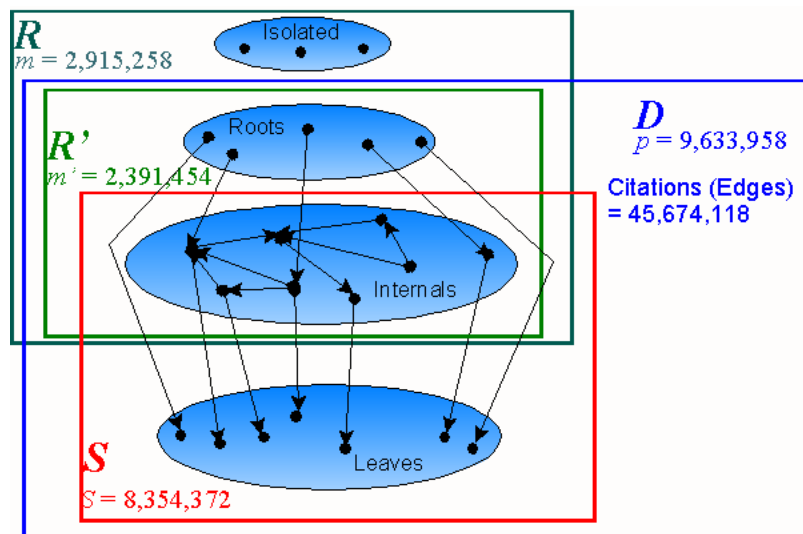 Isolated
R
m = 2,915,258
Roots
R’
m’ = 2,391,454
D
p = 9,633,958
Citations (Edges)
= 45,674,118
Internals
Leaves
S
S = 8,354,372